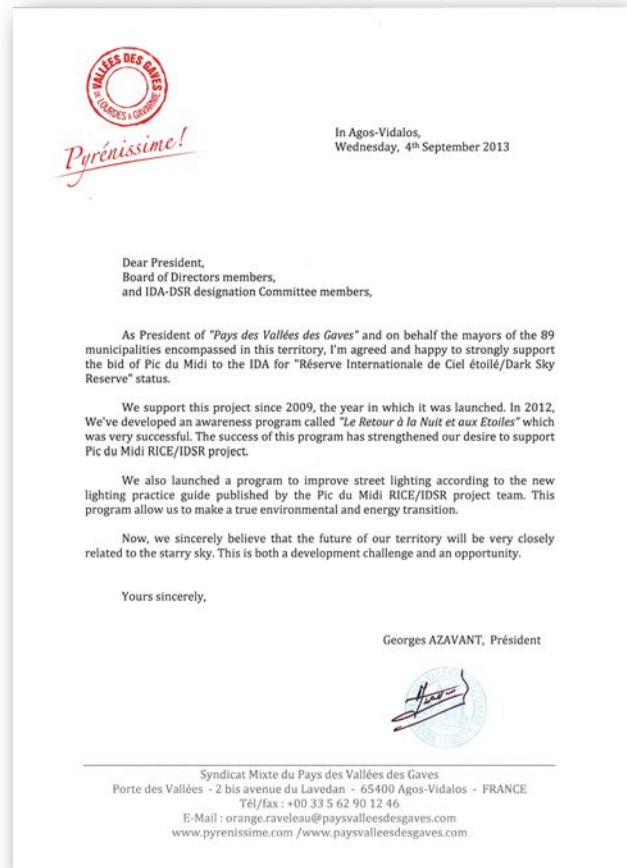 VALLÉES DES GAVES
DE LOURDES À GAVARNIE
Pyrénissime!
In Agos-Vidalos,
Wednesday, 4th September 2013
Dear President,
Board of Directors members,
and IDA-DSR designation Committee members,
As President of "Pays des Vallées des Gaves" and on behalf the mayors of the 89
municipalities encompassed in this territory, I'm agreed and happy to strongly support
the bid of Pic du Midi to the IDA for "Réserve Internationale de Ciel étoilé/Dark Sky
Reserve" status.
We support this project since 2009, the year in which it was launched. In 2012,
We've developed an awareness program called "Le Retour à la Nuit et aux Etoiles" which
was very successful. The success of this program has strengthened our desire to support
Pic du Midi RICE/IDSR project.
We also launched a program to improve street lighting according to the new
lighting practice guide published by the Pic du Midi RICE/IDSR project team. This
program allow us to make a true environmental and energy transition.
Now, we sincerely believe that the future of our territory will be very closely
related to the starry sky. This is both a development challenge and an opportunity.
Yours sincerely,
Georges AZAVANT, Président
Syndicat Mixte du Pays des Vallées des Gaves
Porte des Vallées - 2 bis avenue du Lavedan - 65400 Agos-Vidalos - FRANCE
Tél/fax : +00 33 5 62 90 12 46
E-Mail : orange.raveleau@paysvalleesdesgaves.com
www.pyrenissime.com /www.paysvalleesdesgaves.com